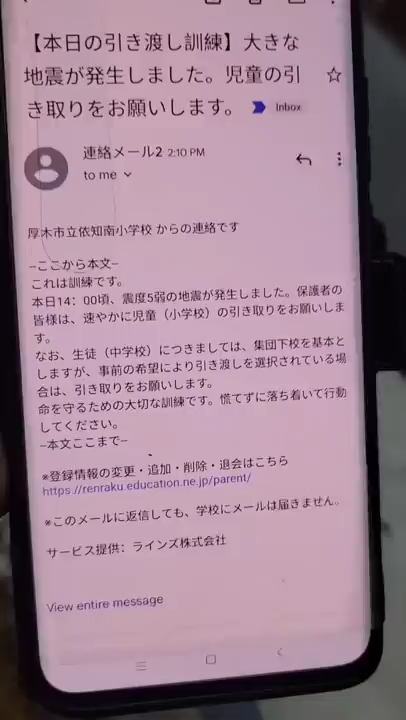 【本日の引き渡し訓練】大きな
地震が発生しました。児童の引
き取りをお願いします。 Inbox
連絡メール2 2:10 PM
to me
厚木市立依知南小学校 からの連絡です
–ここから本文–
これは訓練です。
本日14：00頃、震度5弱の地震が発生しました。保護者の
皆様は、速やかに児童（小学校）の引き取りをお願いしま
す。
なお、生徒（中学校）につきましては、集団下校を基本と
しますが、事前の希望により引き渡しを選択されている場
合は、引き取りをお願いします。
命を守るための大切な訓練です。慌てずに落ち着いて行動
してください。
–本文ここまで–
※登録情報の変更・追加・削除・退会はこちら
https://renraku.education.ne.jp/parent/
※このメールに返信しても、学校にメールは届きません。
サービス提供：ラインズ株式会社
View entire message